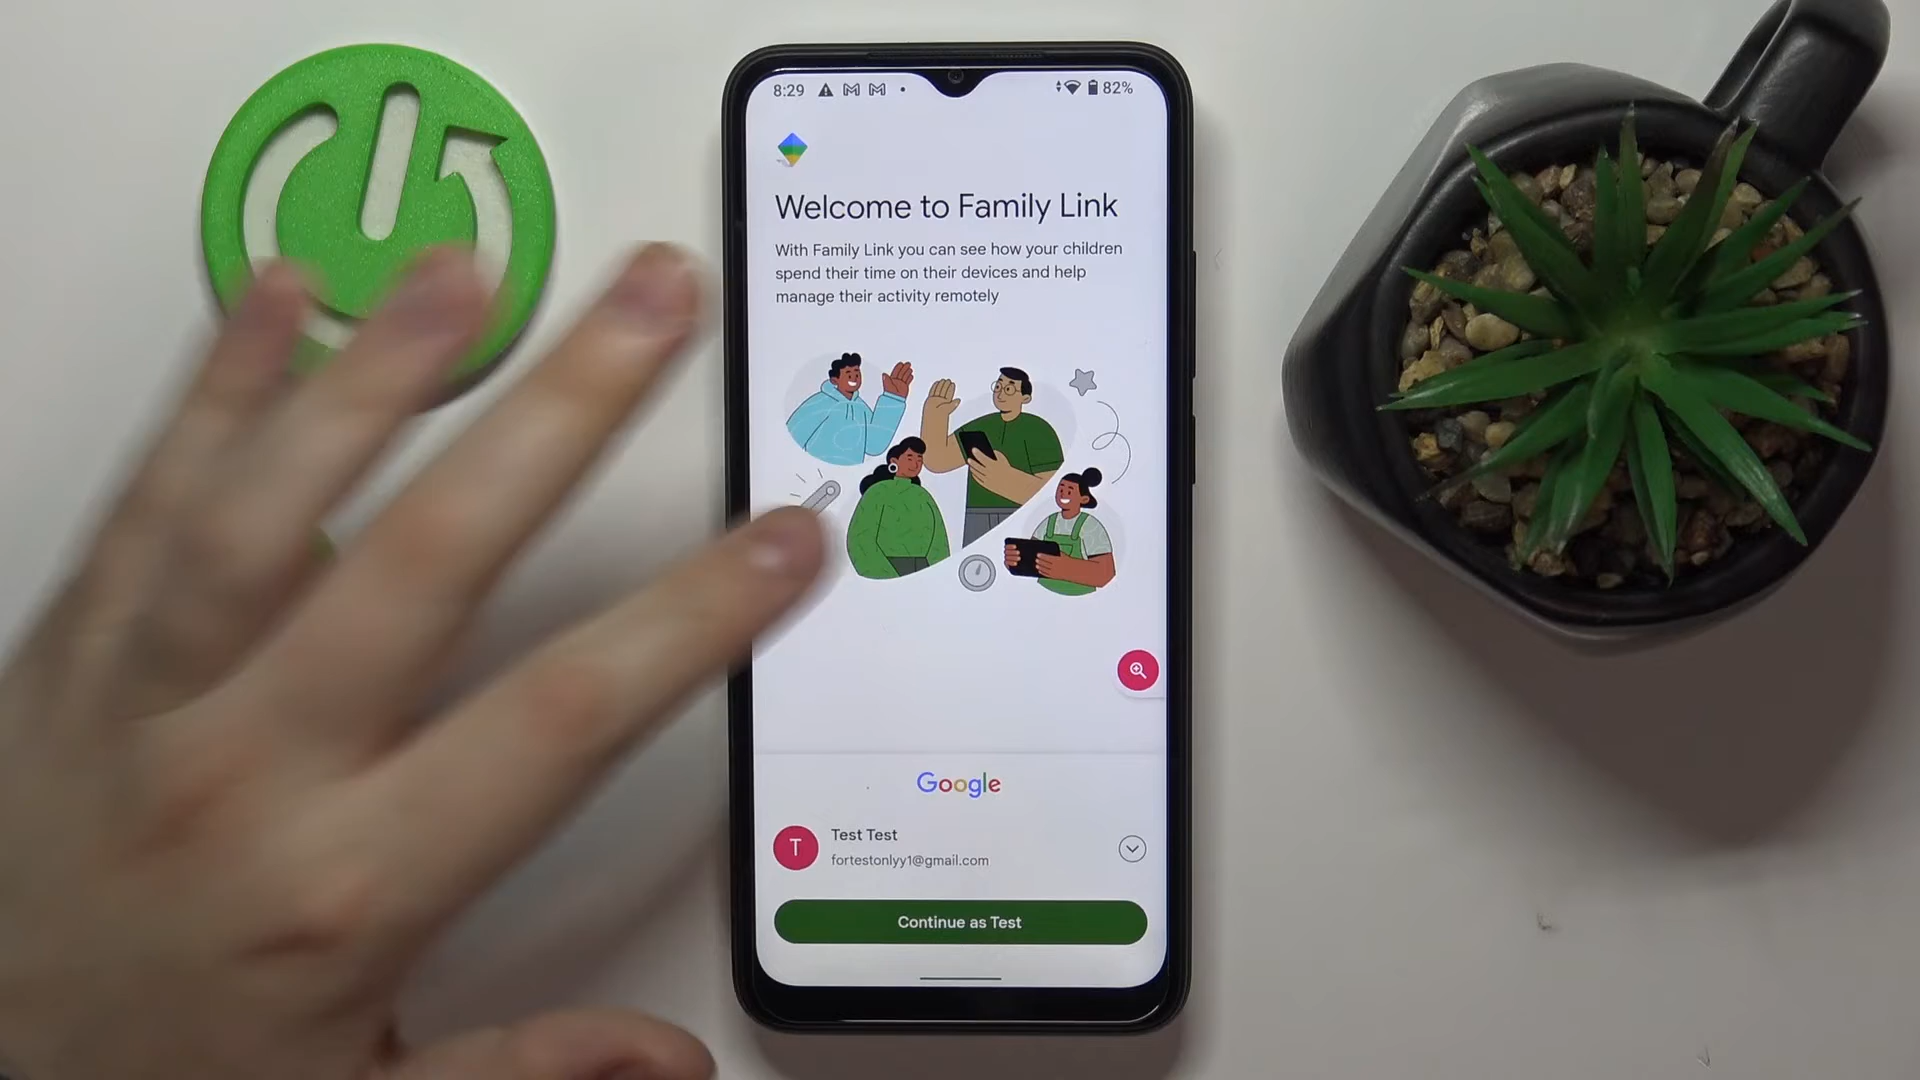 8:29
82%
Welcome to Family Link
With Family Link you can see how your children
spend their time on their devices and help
manage their activity remotely
Google
T
Test Test
fortestonlyy1@gmail.com
Continue as Test